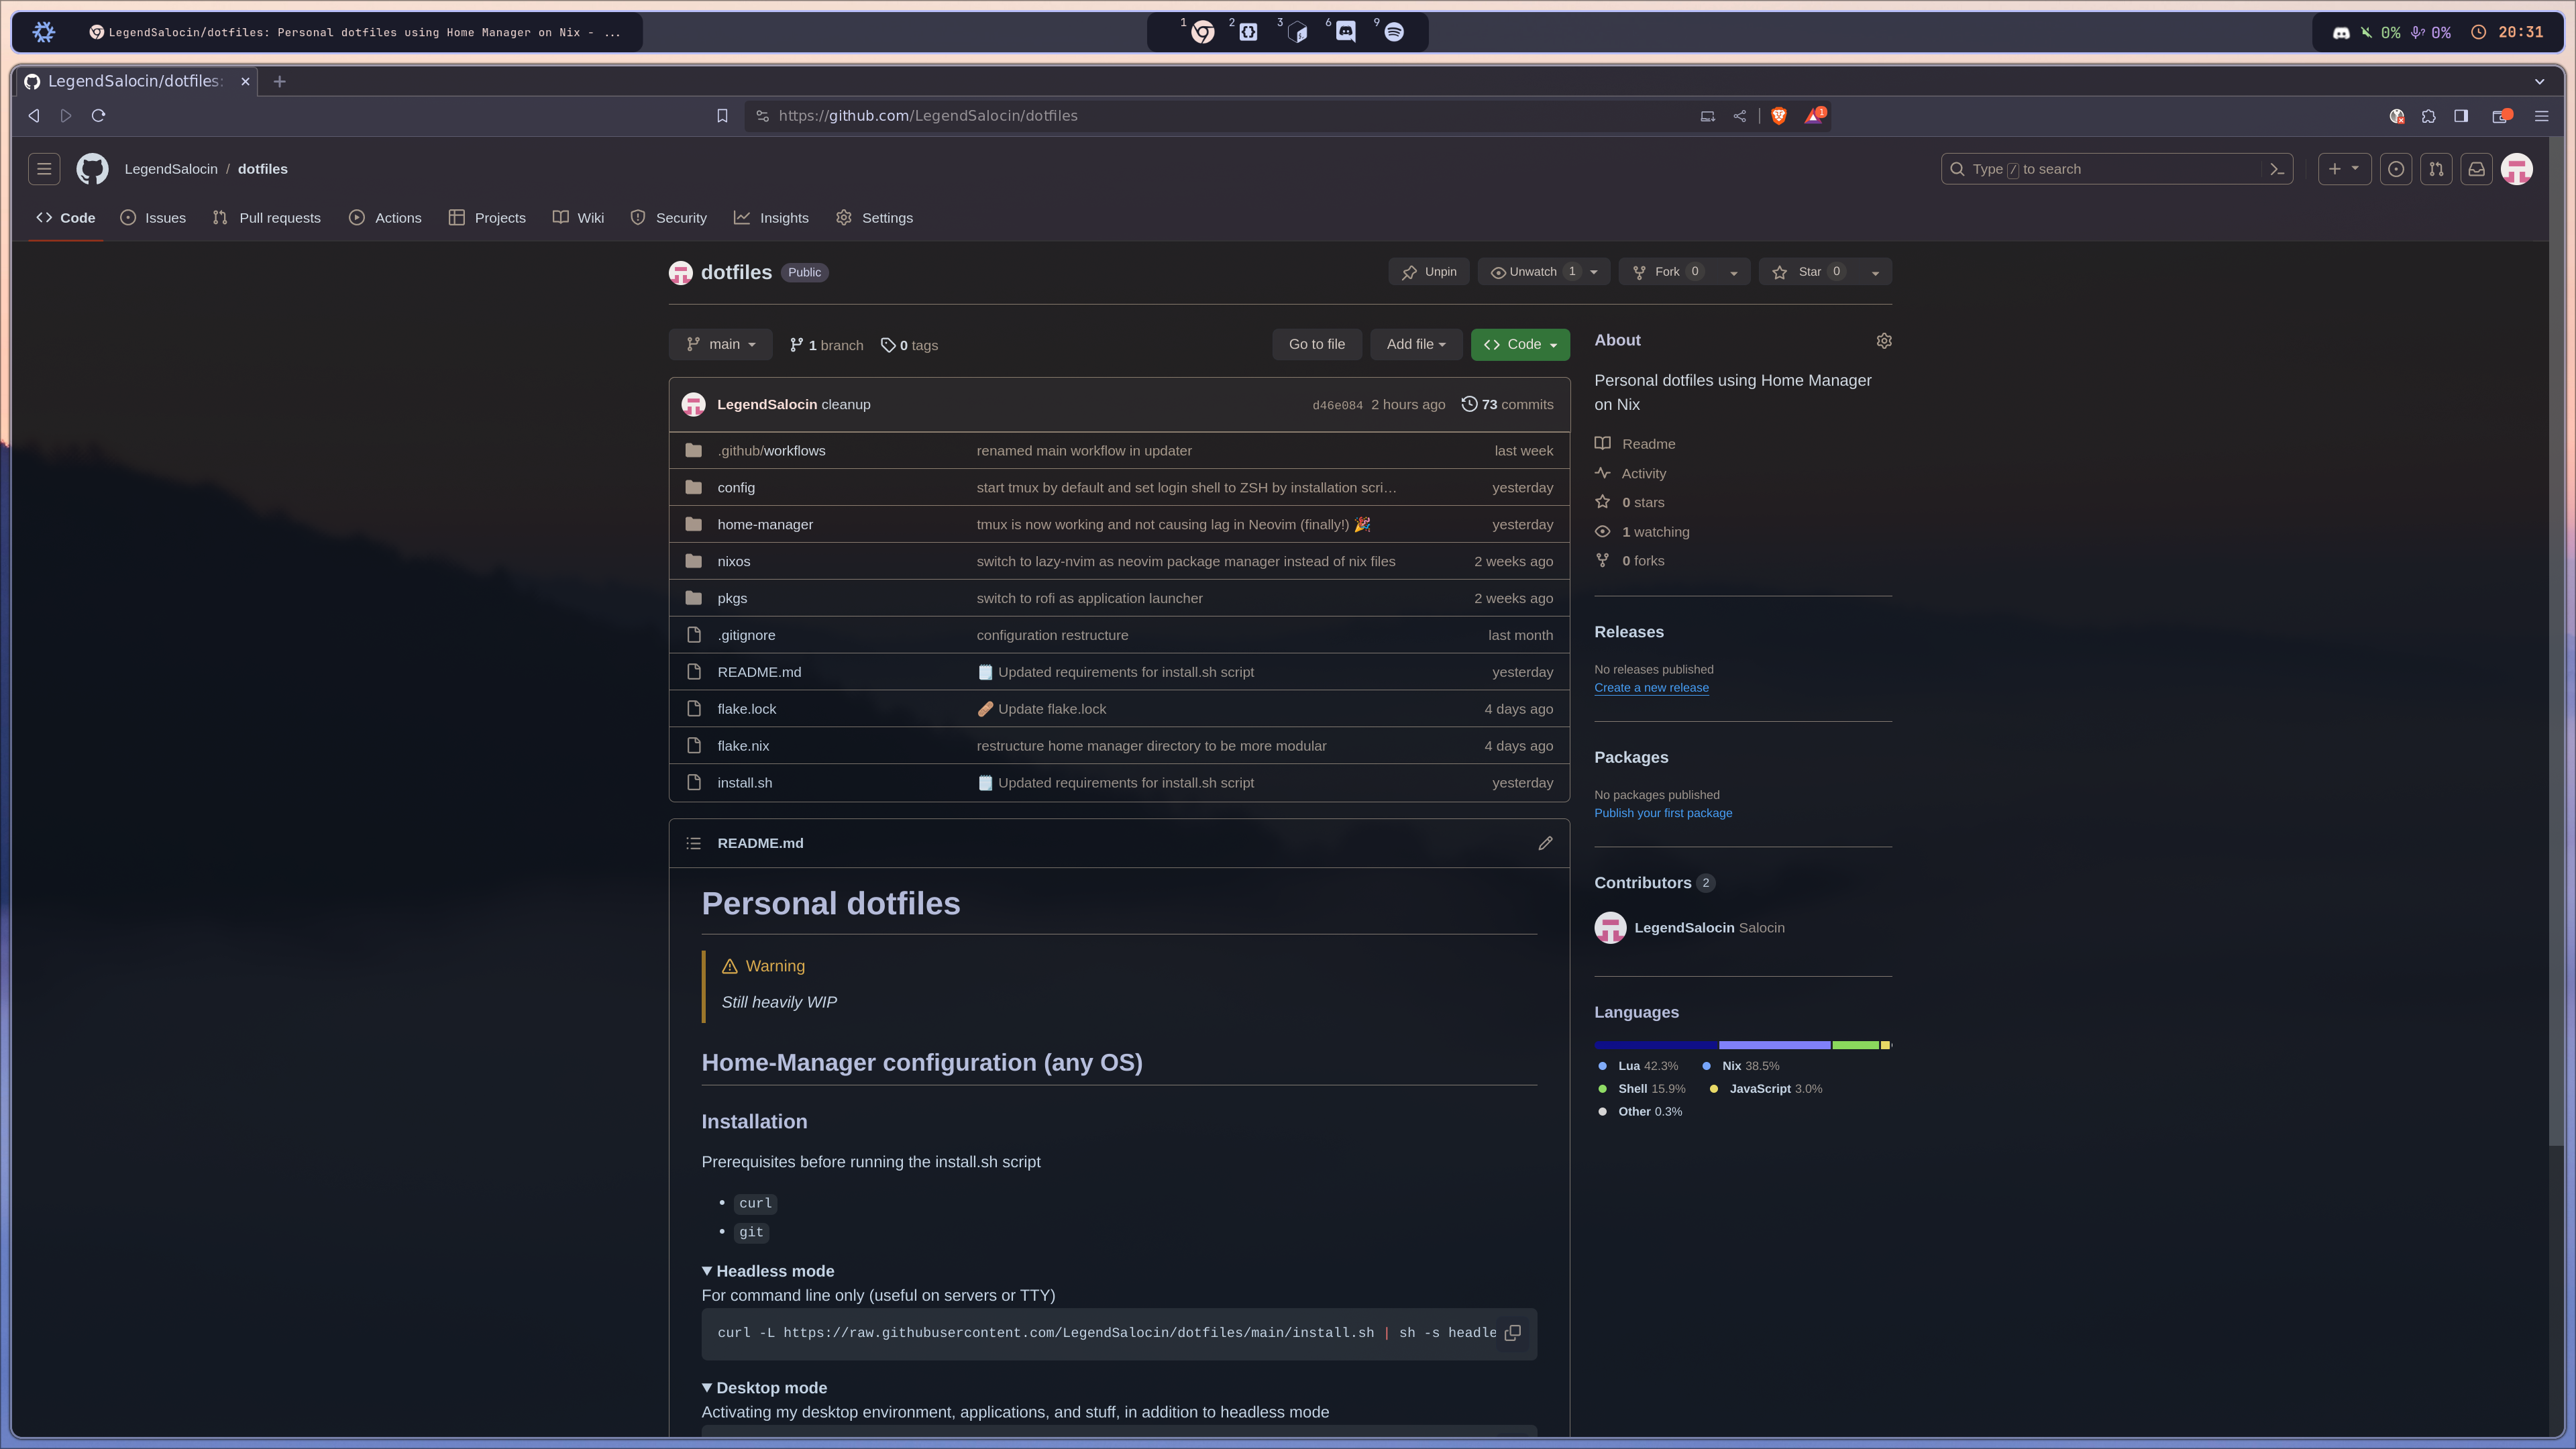 LegendSalocin/dotfiles: Personal dotfiles using Home Manager on Nix - ...
1 2 3 6 9
0% 0% 20:31
LegendSalocin/dotfiles:
https://github.com/LegendSalocin/dotfiles
1
LegendSalocin / dotfiles
Type / to search
Code Issues Pull requests Actions Projects Wiki Security Insights Settings
dotfiles Public
Unpin Unwatch 1 Fork 0 Star 0
main 1 branch 0 tags
Go to file Add file Code
LegendSalocin cleanup d46e084 2 hours ago 73 commits
.github/workflows renamed main workflow in updater last week
config start tmux by default and set login shell to ZSH by installation scri… yesterday
home-manager tmux is now working and not causing lag in Neovim (finally!) 🎉 yesterday
nixos switch to lazy-nvim as neovim package manager instead of nix files 2 weeks ago
pkgs switch to rofi as application launcher 2 weeks ago
.gitignore configuration restructure last month
README.md 🗒️ Updated requirements for install.sh script yesterday
flake.lock 🩹 Update flake.lock 4 days ago
flake.nix restructure home manager directory to be more modular 4 days ago
install.sh 🗒️ Updated requirements for install.sh script yesterday
README.md
Personal dotfiles
Warning
Still heavily WIP
Home-Manager configuration (any OS)
Installation
Prerequisites before running the install.sh script
• curl
• git
▼ Headless mode
For command line only (useful on servers or TTY)
curl -L https://raw.githubusercontent.com/LegendSalocin/dotfiles/main/install.sh | sh -s headle
▼ Desktop mode
Activating my desktop environment, applications, and stuff, in addition to headless mode
About
Personal dotfiles using Home Manager
on Nix
Readme
Activity
0 stars
1 watching
0 forks
Releases
No releases published
Create a new release
Packages
No packages published
Publish your first package
Contributors 2
LegendSalocin Salocin
Languages
Lua 42.3% Nix 38.5%
Shell 15.9% JavaScript 3.0%
Other 0.3%